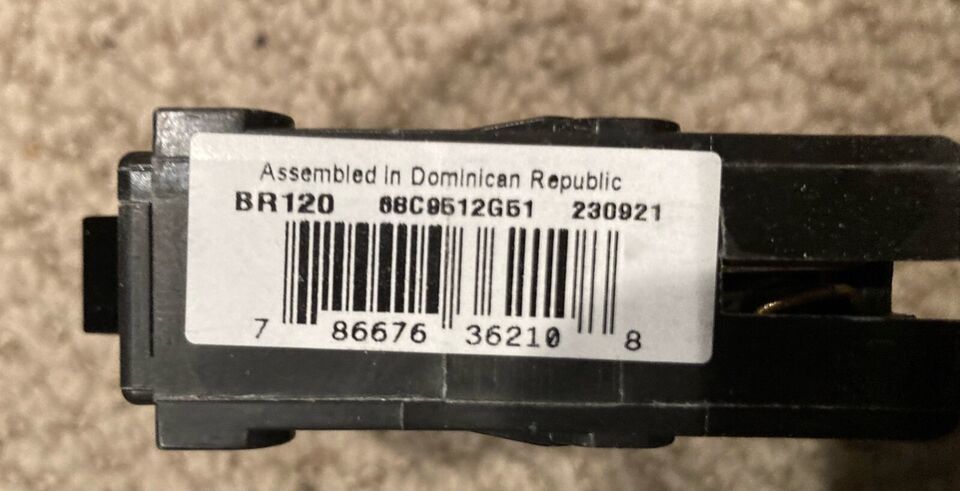 Assembled in Dominican Republic
BR120 68C9512G51 230921
7 86676 36210 8